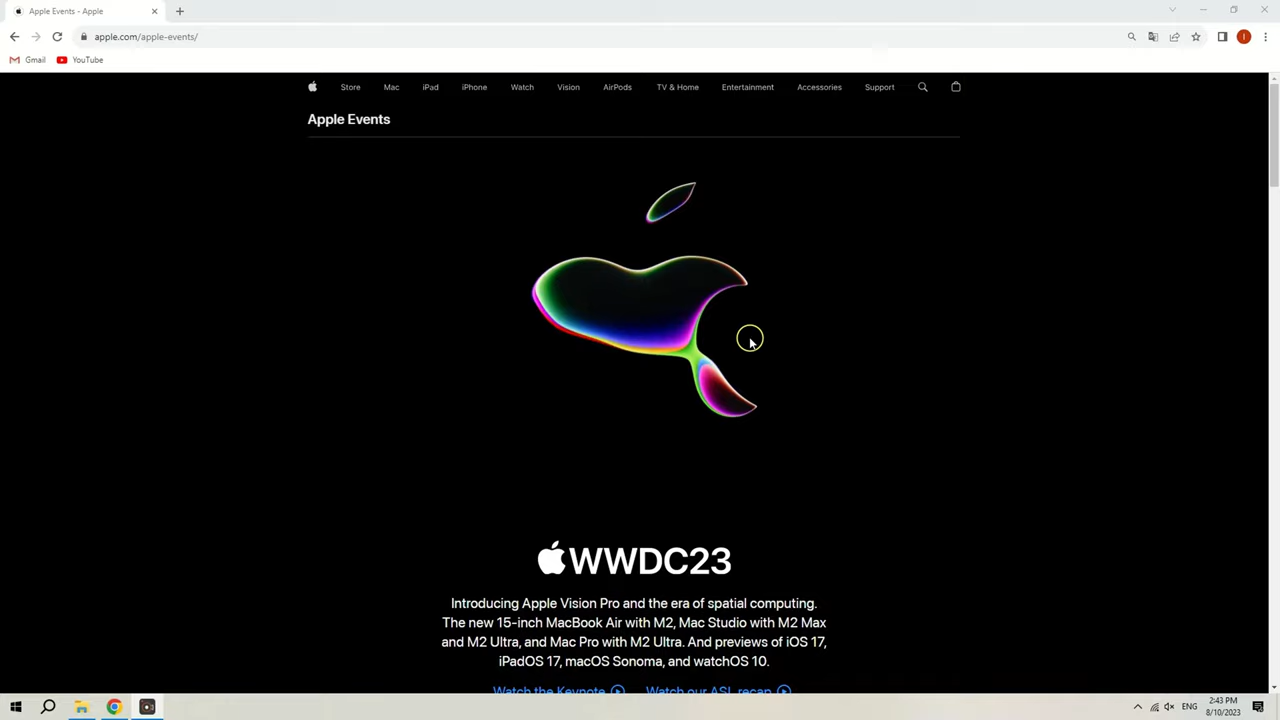 Apple Events - Apple
apple.com/apple-events/
I
Gmail
YouTube
Store
Mac
iPad
iPhone
Watch
Vision
AirPods
TV & Home
Entertainment
Accessories
Support
Apple Events
WWDC23
Introducing Apple Vision Pro and the era of spatial computing.
The new 15-inch MacBook Air with M2, Mac Studio with M2 Max
and M2 Ultra, and Mac Pro with M2 Ultra. And previews of iOS 17,
iPadOS 17, macOS Sonoma, and watchOS 10.
Watch the Keynote
Watch our ASL recap
ENG
2:43 PM
8/10/2023